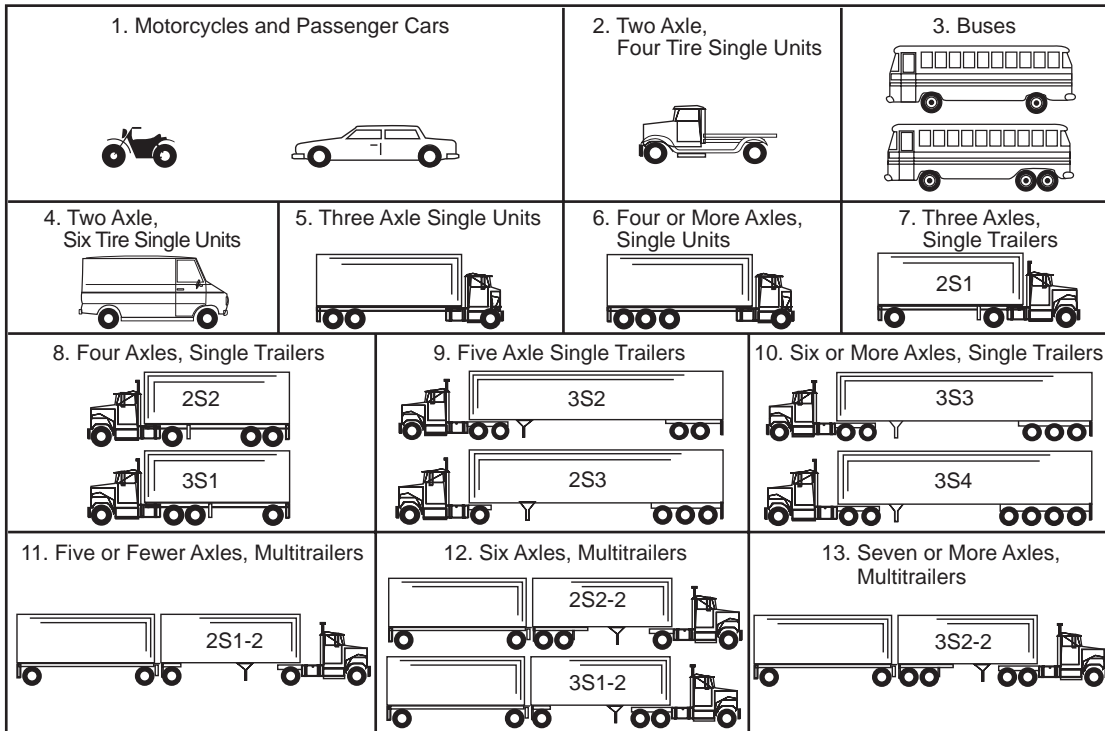 1. Motorcycles and Passenger Cars
2. Two Axle,
Four Tire Single Units
3. Buses
4. Two Axle,
Six Tire Single Units
5. Three Axle Single Units
6. Four or More Axles,
Single Units
7. Three Axles,
Single Trailers
2S1
8. Four Axles, Single Trailers
2S2
3S1
9. Five Axle Single Trailers
3S2
2S3
10. Six or More Axles, Single Trailers
3S3
3S4
11. Five or Fewer Axles, Multitrailers
2S1-2
12. Six Axles, Multitrailers
2S2-2
3S1-2
13. Seven or More Axles,
Multitrailers
3S2-2